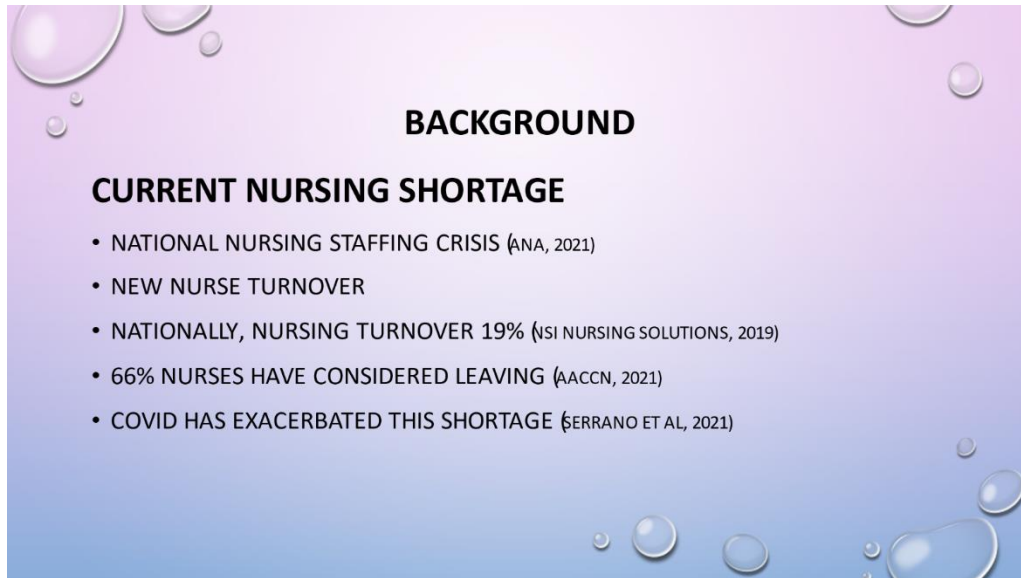 BACKGROUND
CURRENT NURSING SHORTAGE
• NATIONAL NURSING STAFFING CRISIS (ANA, 2021)
• NEW NURSE TURNOVER
• NATIONALLY, NURSING TURNOVER 19% (NSI NURSING SOLUTIONS, 2019)
• 66% NURSES HAVE CONSIDERED LEAVING (AACCN, 2021)
• COVID HAS EXACERBATED THIS SHORTAGE (SERRANO ET AL, 2021)